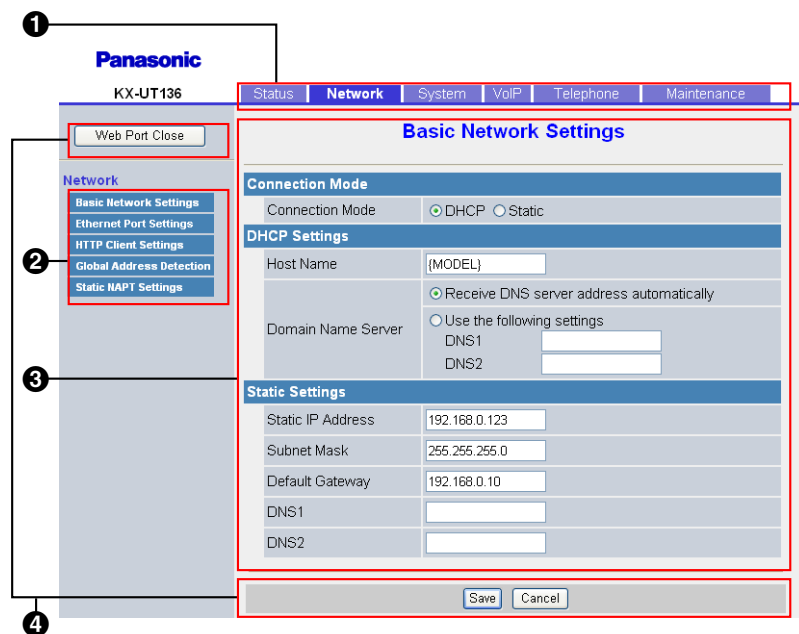 ❶
Panasonic
KX-UT136
Status Network System VoIP Telephone Maintenance
Web Port Close
Basic Network Settings
Network
Basic Network Settings
Ethernet Port Settings
HTTP Client Settings
Global Address Detection
Static NAPT Settings
❷
Connection Mode
Connection Mode DHCP Static
DHCP Settings
Host Name {MODEL}
Domain Name Server Receive DNS server address automatically
Use the following settings
DNS1
DNS2
❸
Static Settings
Static IP Address 192.168.0.123
Subnet Mask 255.255.255.0
Default Gateway 192.168.0.10
DNS1
DNS2
Save Cancel
❹